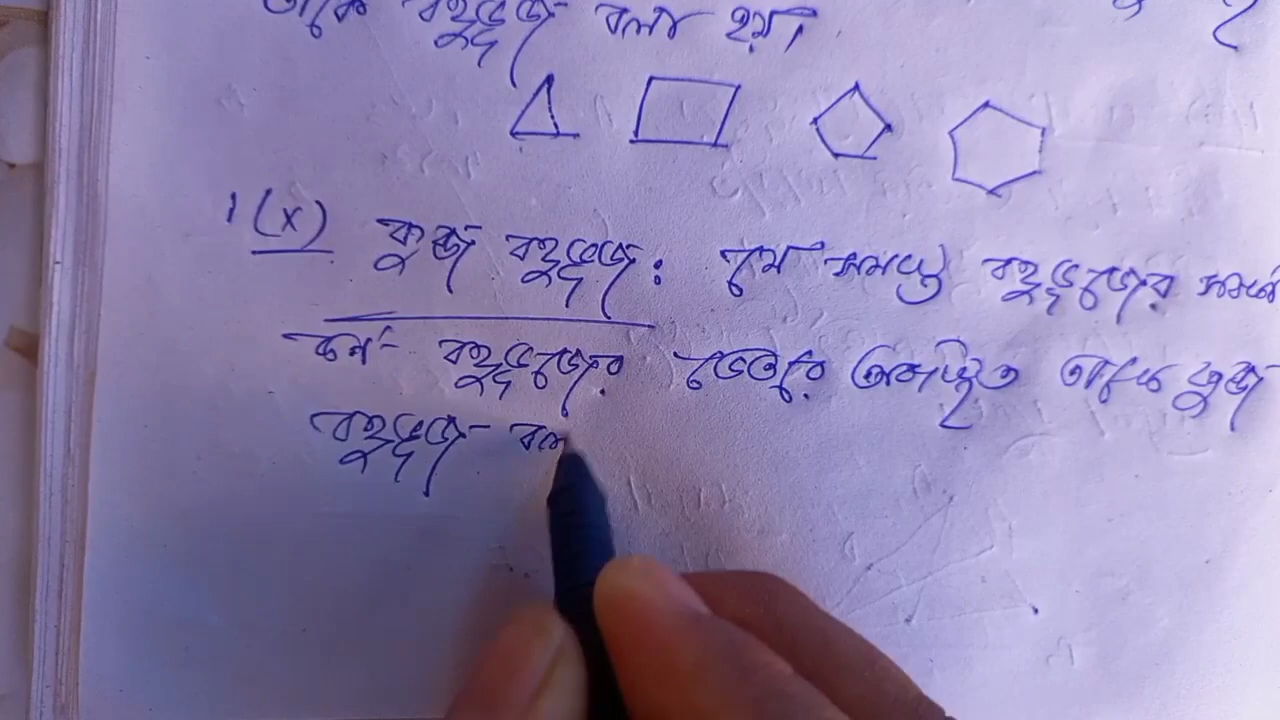 তাকে বহুভুজ বলা হয়।
1(x) কুব্জ বহুভুজ: যে সমস্ত বহুভুজের সমস্ত
কর্ন বহুভুজের ভেতরে অবস্থিত তাকে কুব্জ
বহুভুজ বল